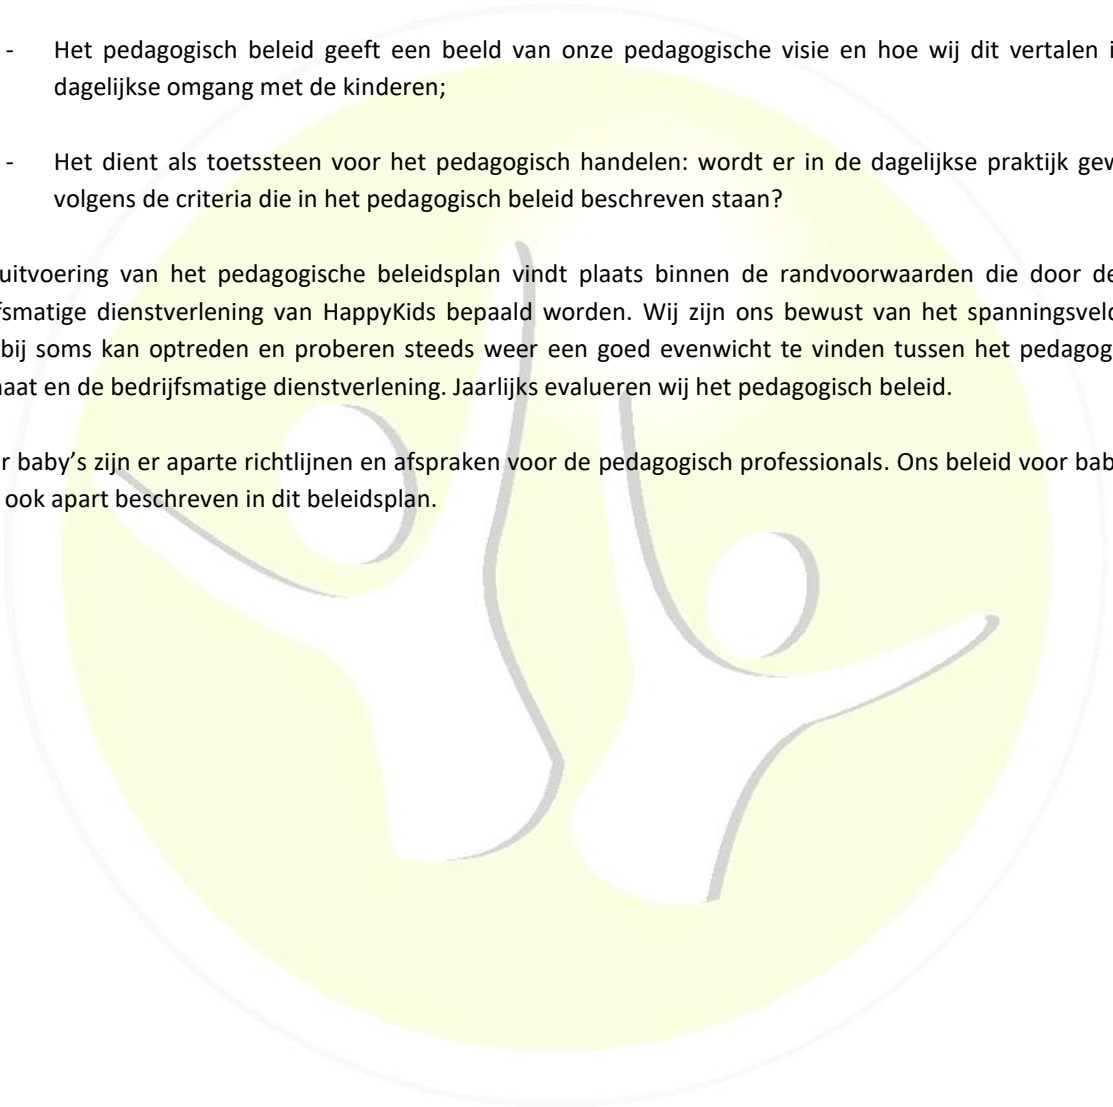 - Het pedagogisch beleid geeft een beeld van onze pedagogische visie en hoe wij dit vertalen
dagelijkse omgang met de kinderen;
- Het dient als toetssteen voor het pedagogisch handelen: wordt er in de dagelijkse praktijk
volgens de criteria die in het pedagogisch beleid beschreven staan?
uitvoering van het pedagogische beleidsplan vindt plaats binnen de randvoorwaarden die door de
dienstverlening van HappyKids bepaald worden. Wij zijn ons bewust van het spanningsveld
bij soms kan optreden en proberen steeds weer een goed evenwicht te vinden tussen het
en de bedrijfsmatige dienstverlening. Jaarlijks evalueren wij het pedagogisch beleid.
baby's zijn er aparte richtlijnen en afspraken voor de pedagogisch professionals. Ons beleid voor
ook apart beschreven in dit beleidsplan.